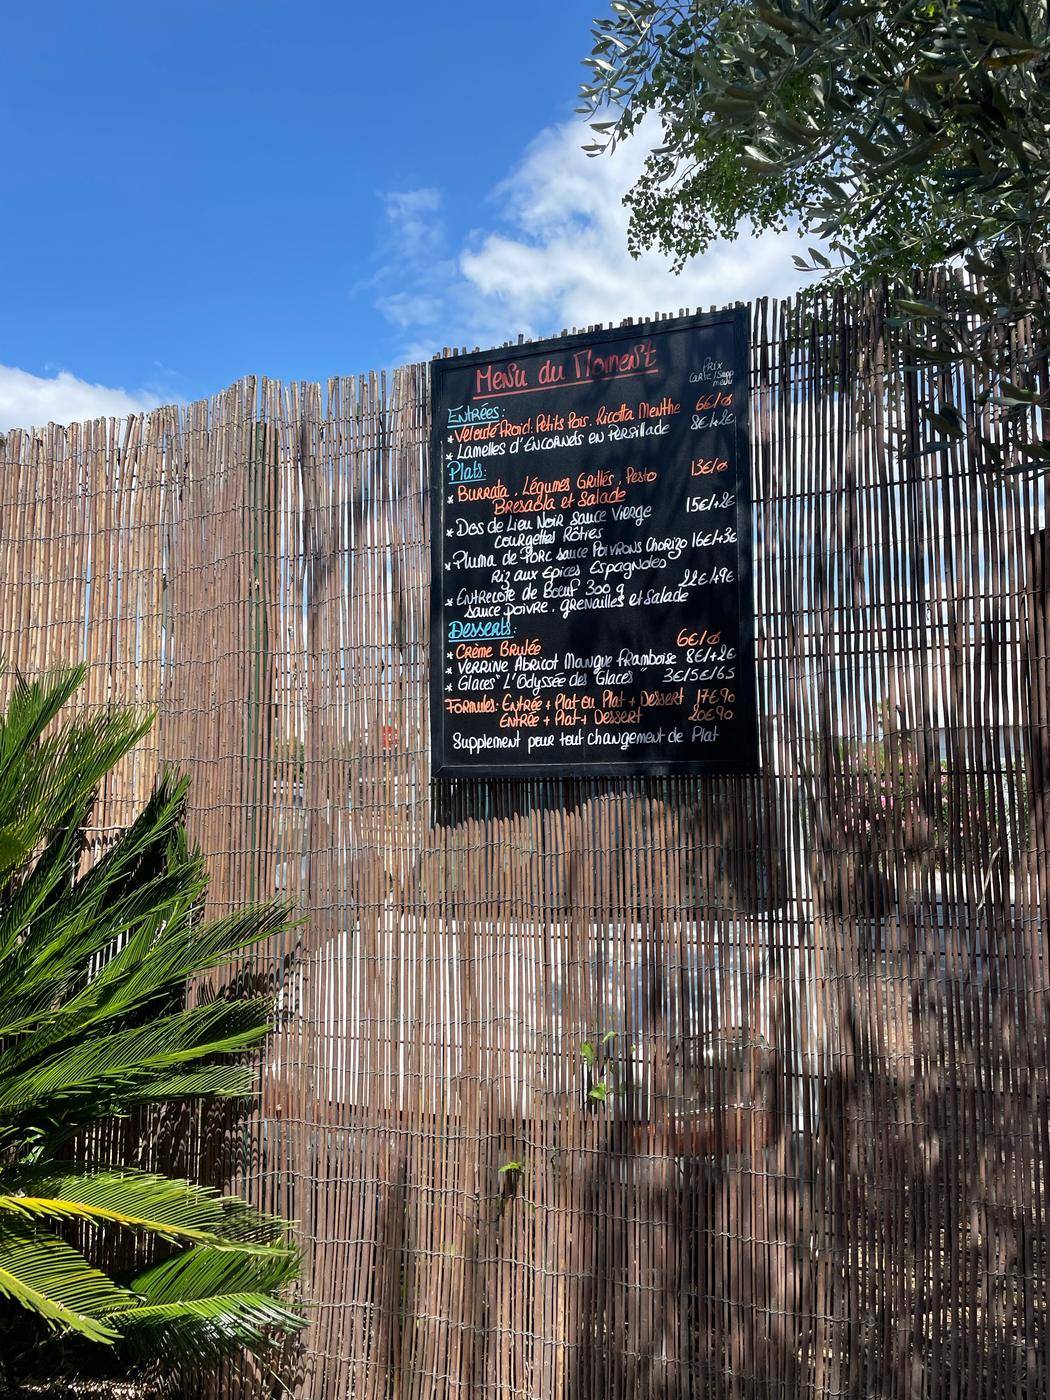 Menu du Moment
Prix
Carte/Supp
menu
Entrées:
* Velouté Froid. Petits Pois. Ricotta Menthe 6€/ø
* Lamelles d'Encornets en Persillade 8€/+2€
Plats:
* Burrata, Légumes Grillés, Pesto 13€/ø
Bresaola et Salade
* Dos de Lieu Noir Sauce Vierge 15€/+2€
courgettes Rôties
* Pluma de Porc sauce Poivrons Chorizo 16€/+3€
Riz aux épices Espagnoles
* Entrecote de Bœuf 300 g 22€/+9€
sauce poivre. grenailles et Salade
Desserts:
* Crème Brulée 6€/ø
* Verrine Abricot Mangue Framboise 8€/+2€
* Glaces "L'Odyssée des Glaces" 3€/5€/6,5
Formules: Entrée + Plat ou Plat + Dessert 17€90
Entrée + Plat + Dessert 20€90
Supplement pour tout changement de Plat